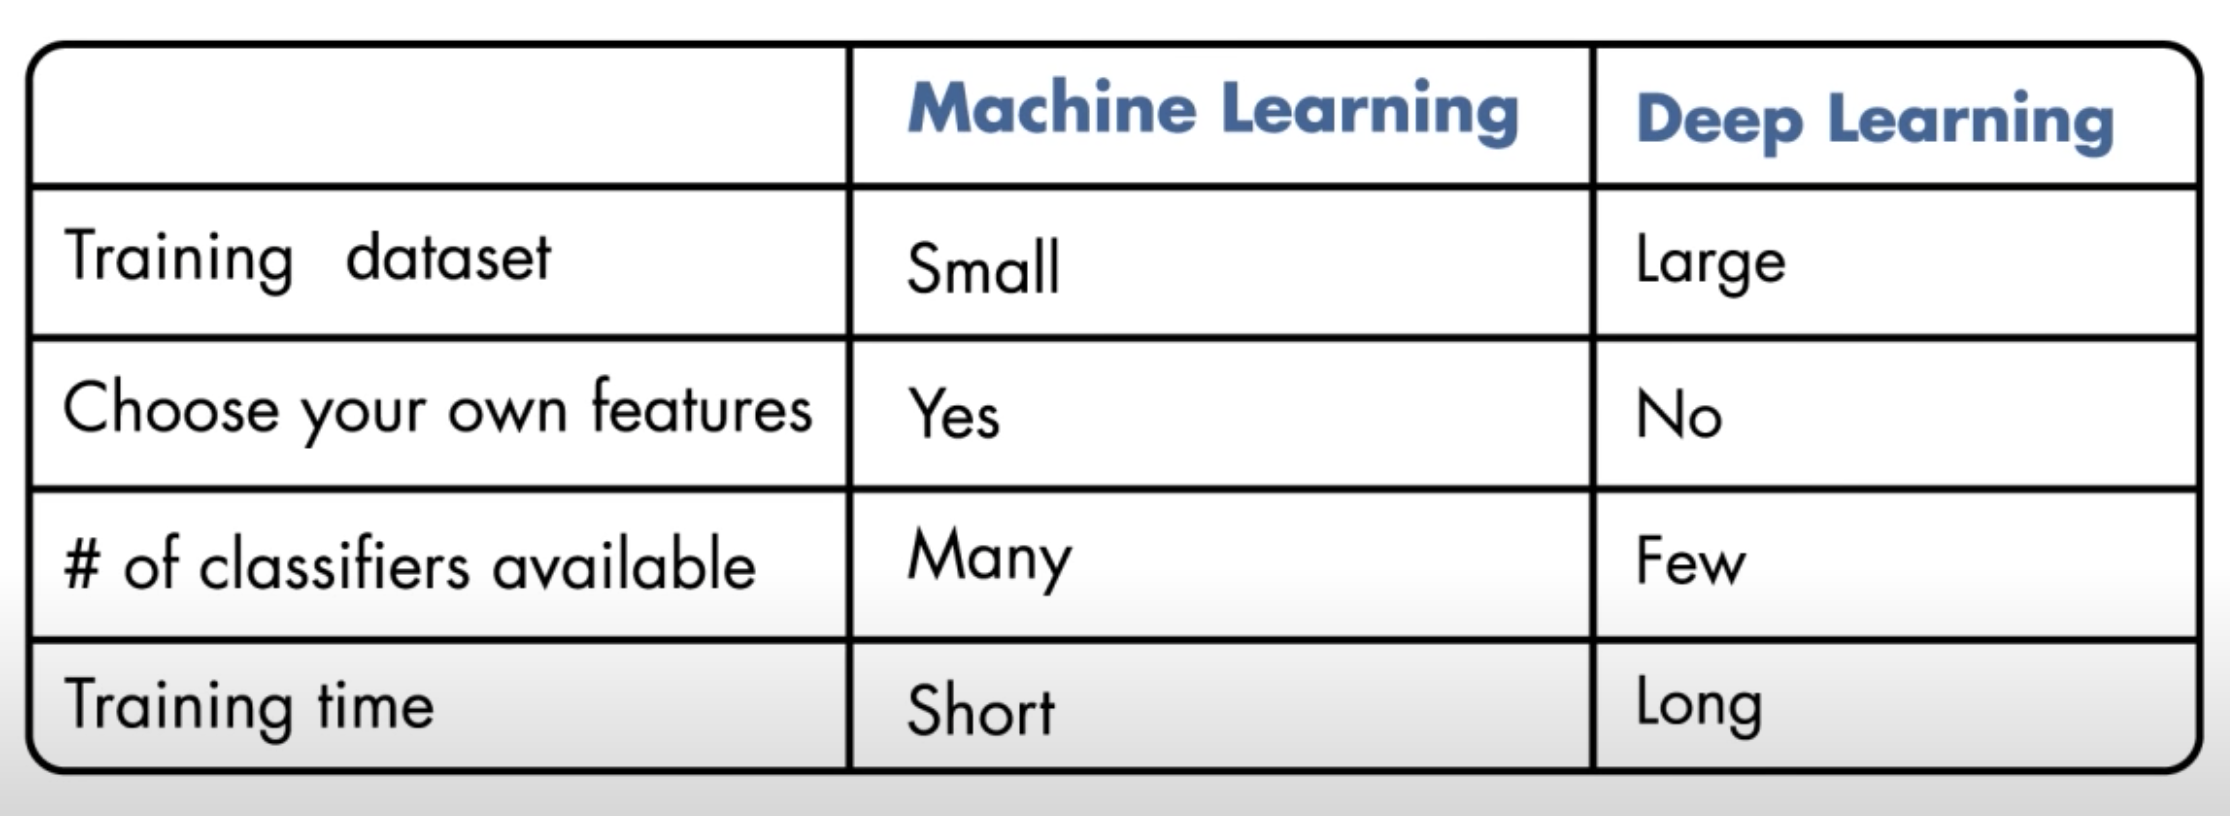 Machine Learning Deep Learning
Training dataset Small Large
Choose your own features Yes No
# of classifiers available Many Few
Training time Short Long